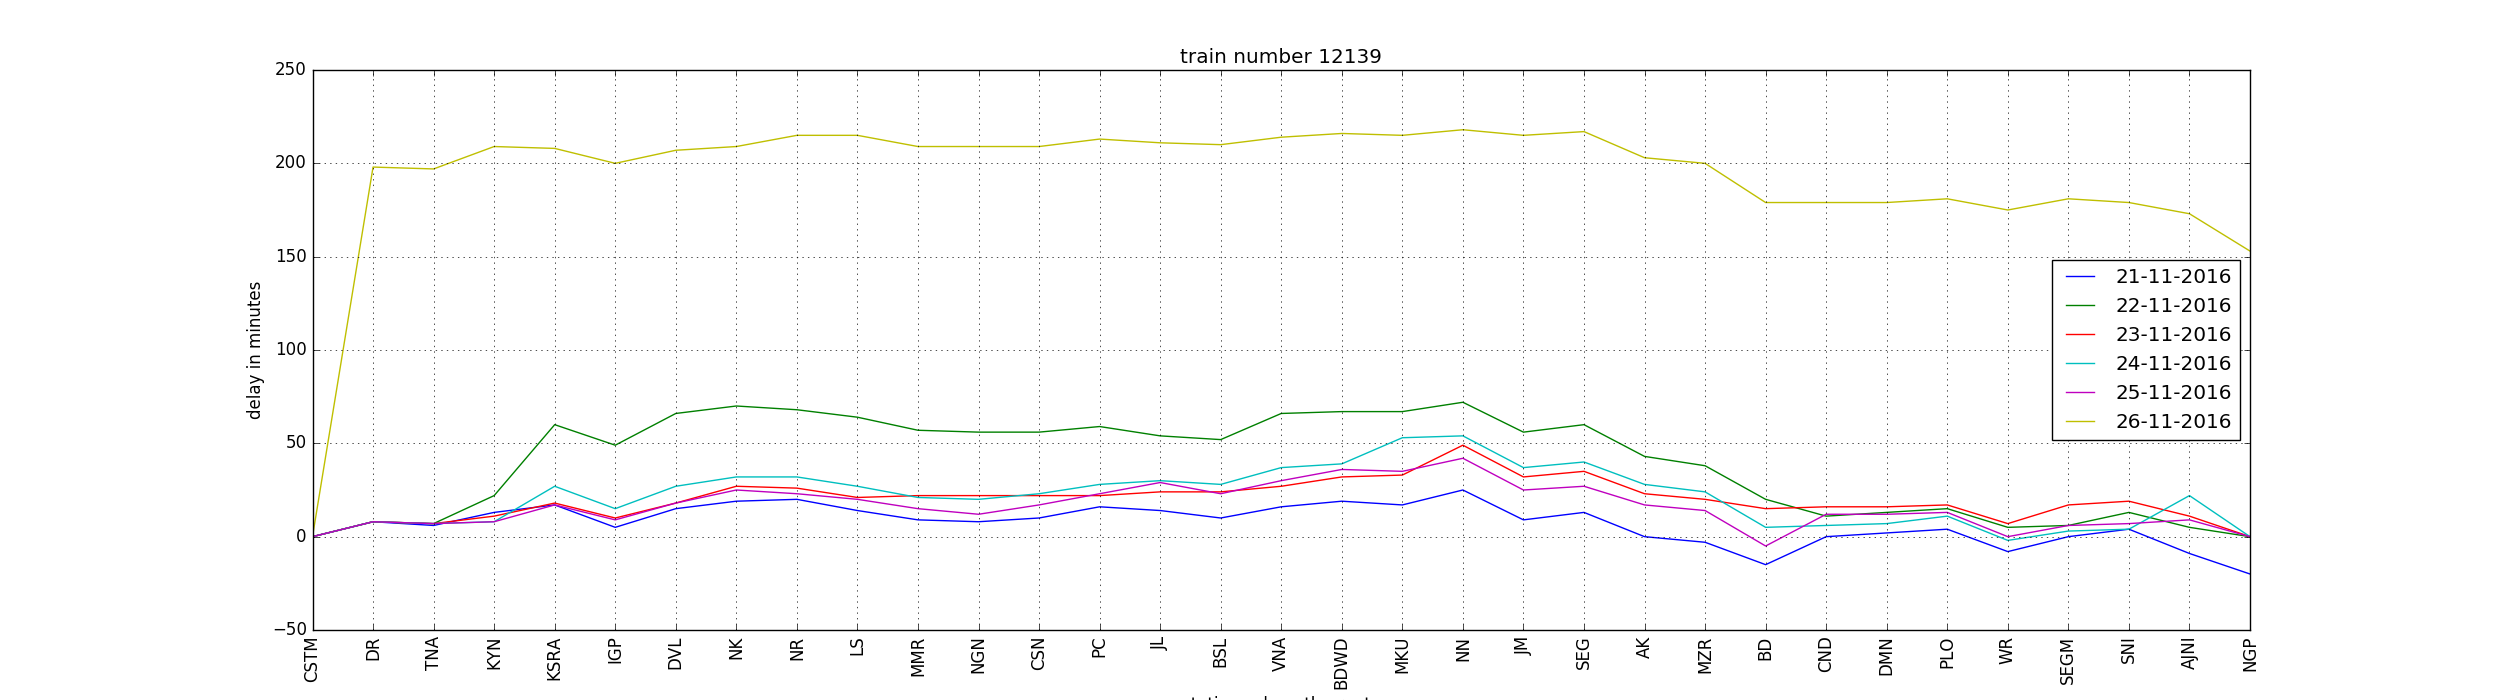 train number 12139
250
200
150
100
50
0
−50
delay in minutes
21-11-2016
22-11-2016
23-11-2016
24-11-2016
25-11-2016
26-11-2016
CSTM
DR
TNA
KYN
KSRA
IGP
DVL
NK
NR
LS
MMR
NGN
CSN
PC
JL
BSL
VNA
BDWD
MKU
NN
JM
SEG
AK
MZR
BD
CND
DMN
PLO
WR
SEGM
SNI
AJNI
NGP